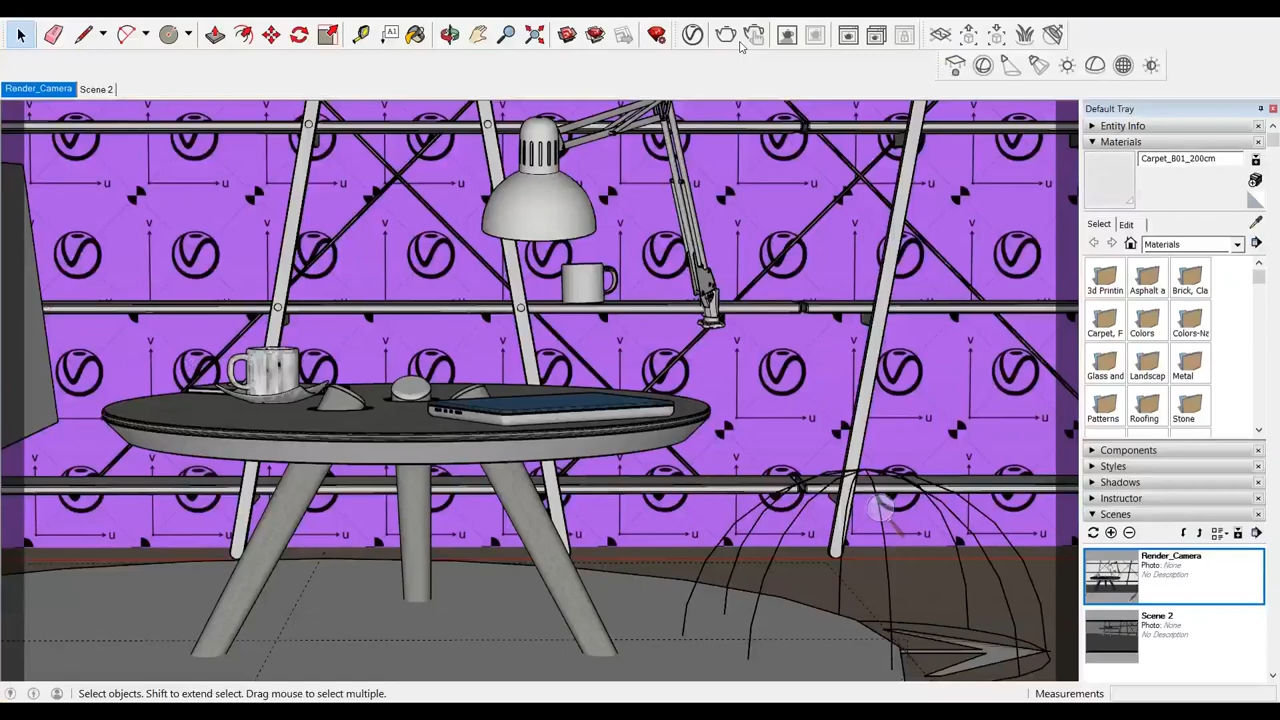 A1
Render_Camera
Scene 2
Default Tray
Entity Info
Materials
Carpet_B01_200cm
Select
Edit
Materials
3d Printin
Asphalt a
Brick, Cla
Carpet, F
Colors
Colors-Na
Glass and
Landscap
Metal
Patterns
Roofing
Stone
Components
Styles
Shadows
Instructor
Scenes
Render_Camera
Photo: None
No Description
Scene 2
Photo: None
No Description
Select objects. Shift to extend select. Drag mouse to select multiple.
Measurements